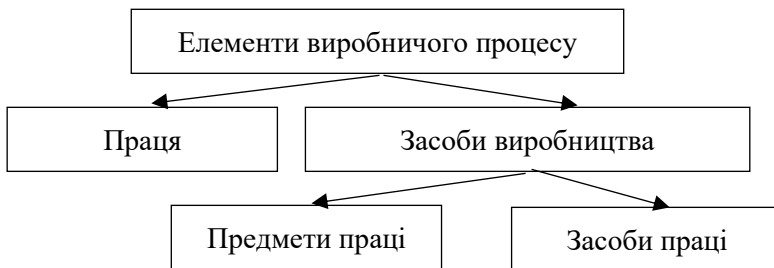 Елементи виробничого процесу
Праця
Засоби виробництва
Предмети праці
Засоби праці